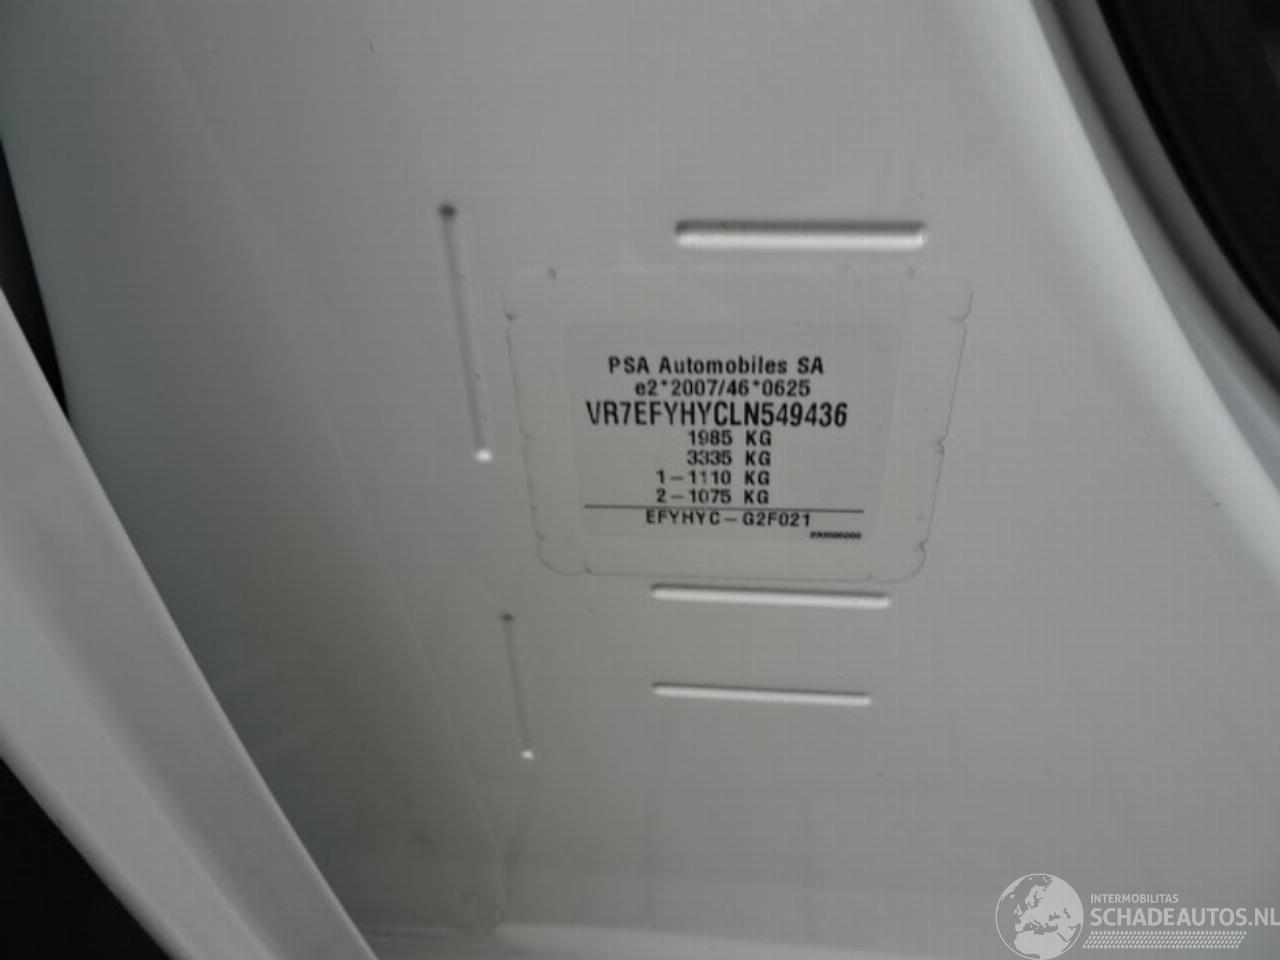 PSA Automobiles SA
e2*2007/46*0625
VR7EFYHYCLN549436
1985 KG
3335 KG
1-1110 KG
2-1075 KG
EFYHYC-G2F021
INTERMOBILITAS
SCHADEAUTOS.NL